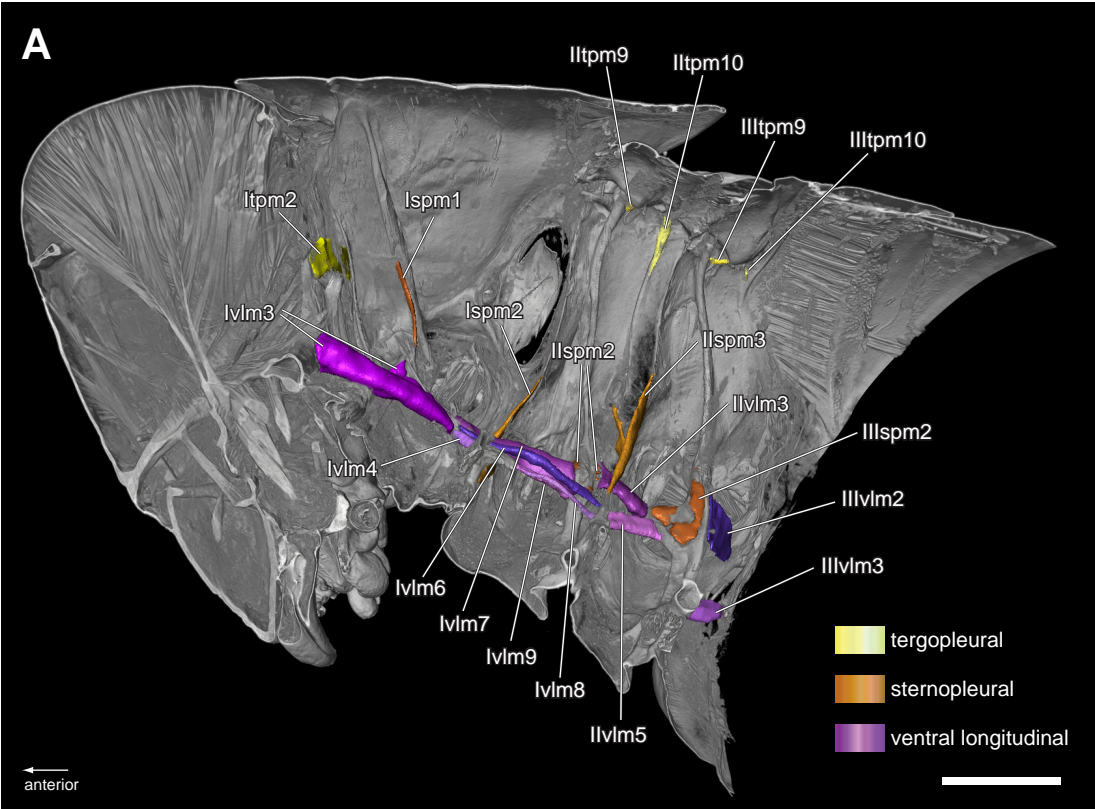 A
IItpm9
IItpm10
IIItpm9
IIItpm10
Itpm2
Ispm1
Ivlm3
Ispm2
IIspm2
IIspm3
IIvlm3
IIIspm2
Ivlm4
IIIvlm2
IIIvlm3
Ivlm6
Ivlm7
Ivlm9
Ivlm8
IIvlm5
tergopleural
sternopleural
ventral longitudinal
anterior